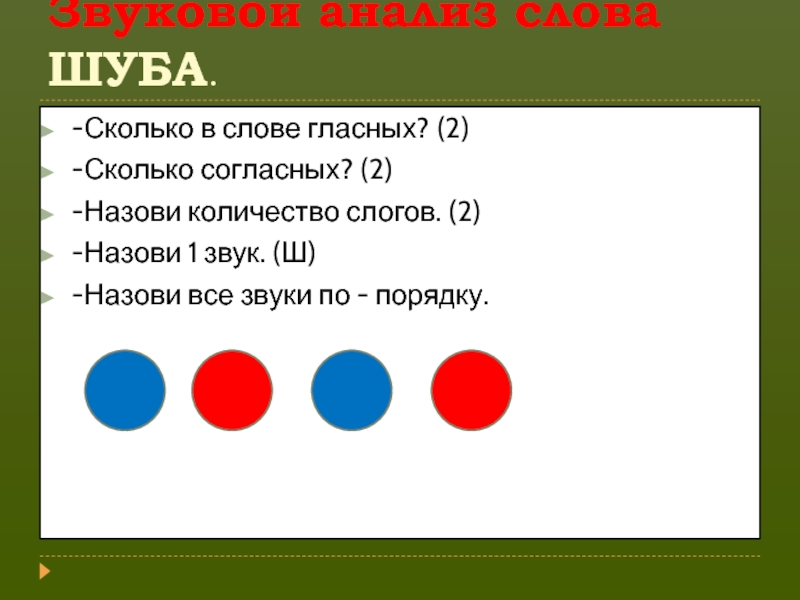 Звуковой анализ слова
ШУБА.
-Сколько в слове гласных? (2)
-Сколько согласных? (2)
-Назови количество слогов. (2)
-Назови 1 звук. (Ш)
-Назови все звуки по - порядку.